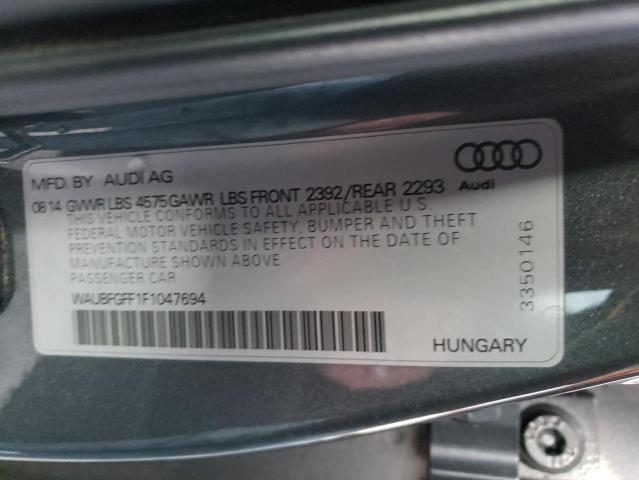 MFD. BY AUDI AG
08 14 GVWR LBS 4575 GAWR LBS FRONT 2392/REAR 2293
THIS VEHICLE CONFORMS TO ALL APPLICABLE U.S.
FEDERAL MOTOR VEHICLE SAFETY, BUMPER AND THEFT
PREVENTION STANDARDS IN EFFECT ON THE DATE OF
MANUFACTURE SHOWN ABOVE
PASSENGER CAR
WAUBFGFF1F1047694
HUNGARY
Audi
3350146